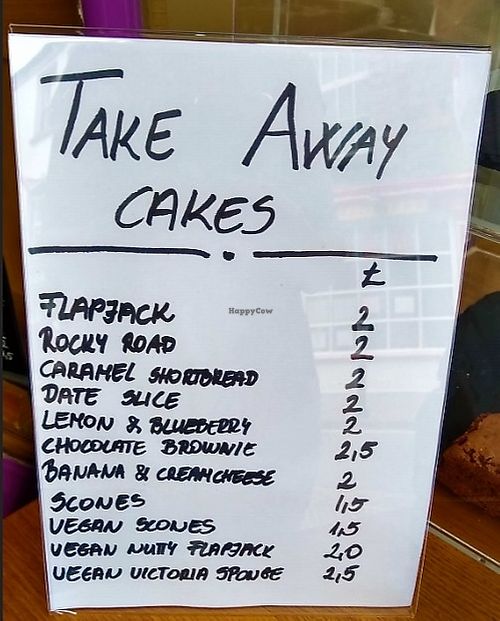 TAKE AWAY
CAKES
£
FLAPJACK 2
ROCKY ROAD 2
CARAMEL SHORTBREAD 2
DATE SLICE 2
LEMON & BLUEBERRY 2
CHOCOLATE BROWNIE 2,5
BANANA & CREAMCHEESE 2
SCONES 1,5
VEGAN SCONES 1,5
VEGAN NUTTY FLAPJACK 2,0
VEGAN VICTORIA SPONGE 2,5
HappyCow